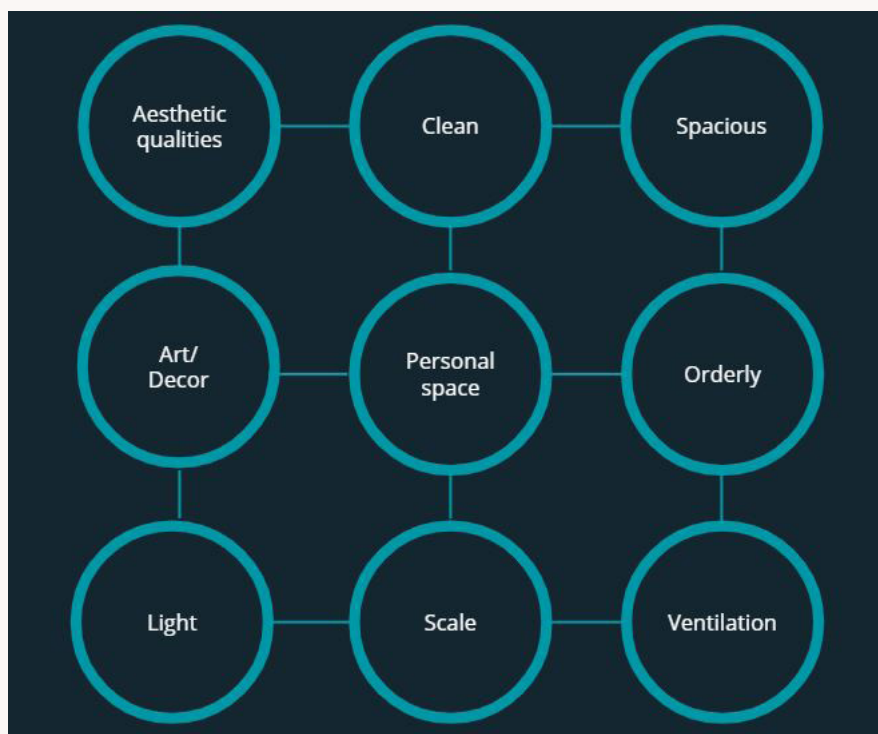 Aesthetic
qualities
Clean
Spacious
Art/
Decor
Personal
space
Orderly
Light
Scale
Ventilation